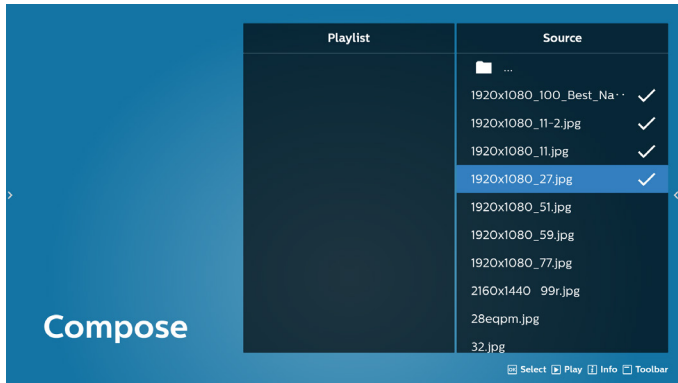 Playlist
Source
...
1920x1080_100_Best_Na··
1920x1080_11-2.jpg
1920x1080_11.jpg
1920x1080_27.jpg
1920x1080_51.jpg
1920x1080_59.jpg
1920x1080_77.jpg
2160x1440 99r.jpg
28eqpm.jpg
32.jpg
Compose
OK Select Play i Info Toolbar